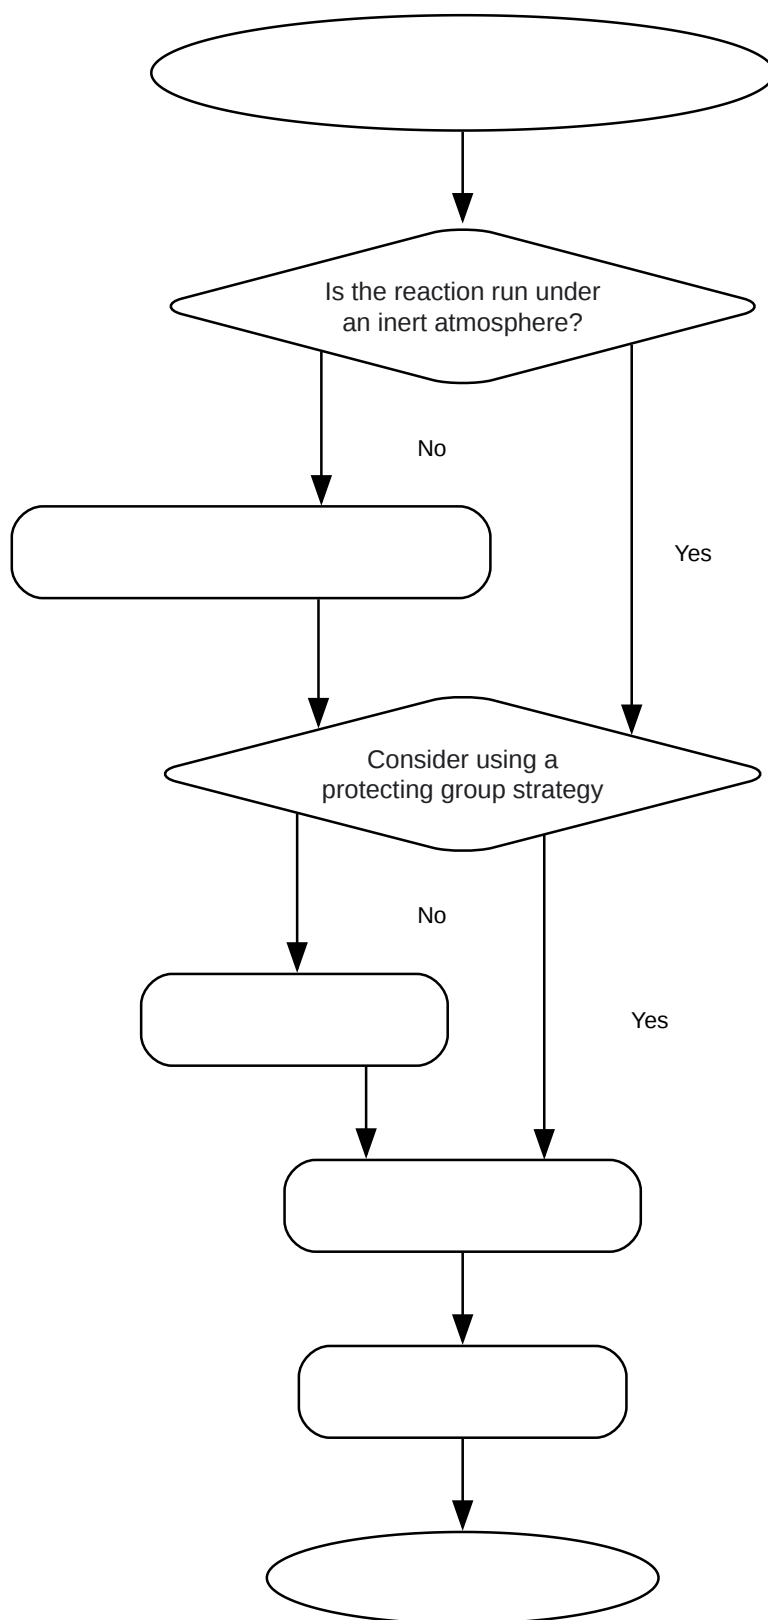 Is the reaction run under
an inert atmosphere?
No
Yes
Consider using a
protecting group strategy
No
Yes